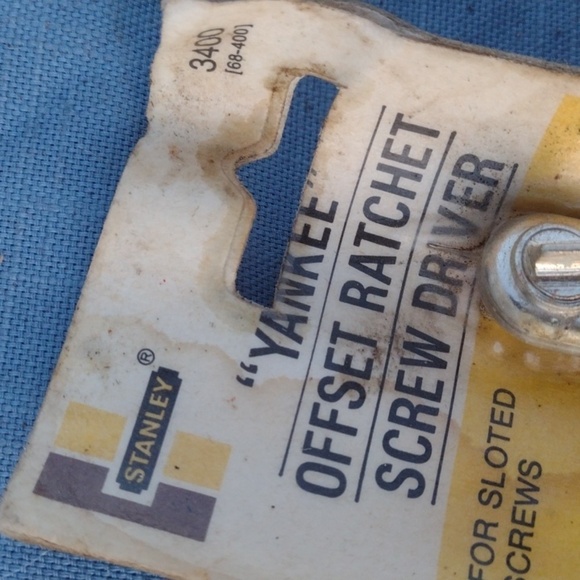 3400
[68-400]
"YANKEE"
OFFSET RATCHET
SCREW DRIVER
STANLEY®
FOR SLOTED
SCREWS